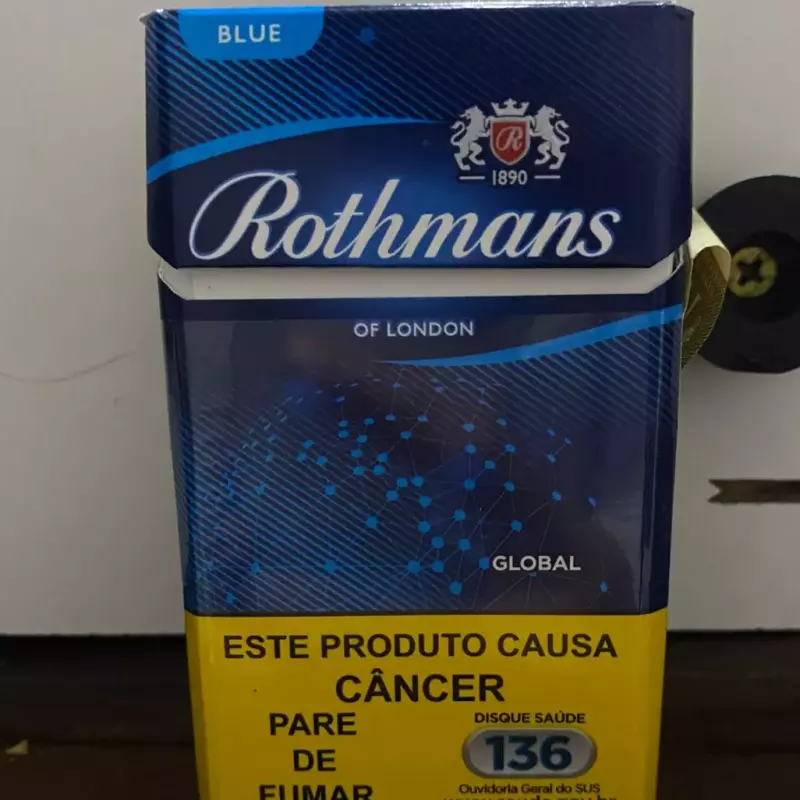 BLUE
R
1890
Rothmans
OF LONDON
GLOBAL
ESTE PRODUTO CAUSA
CÂNCER
PARE
DE
FUMAR
DISQUE SAÚDE
136
Ouvidoria Geral do SUS